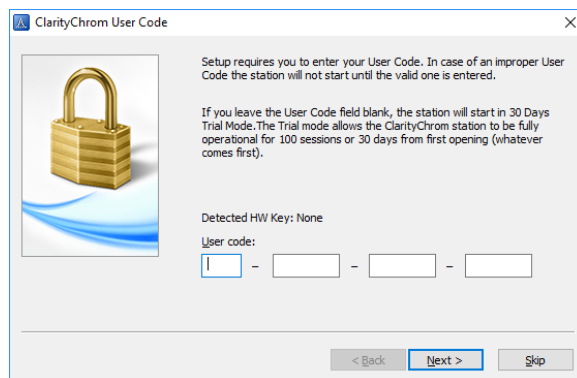 ClarityChrom User Code
Setup requires you to enter your User Code. In case of an improper User
Code the station will not start until the valid one is entered.
If you leave the User Code field blank, the station will start in 30 Days
Trial Mode.The Trial mode allows the ClarityChrom station to be fully
operational for 100 sessions or 30 days from first opening (whatever
comes first).
Detected HW Key: None
User code:
– – –
< Back Next > Skip